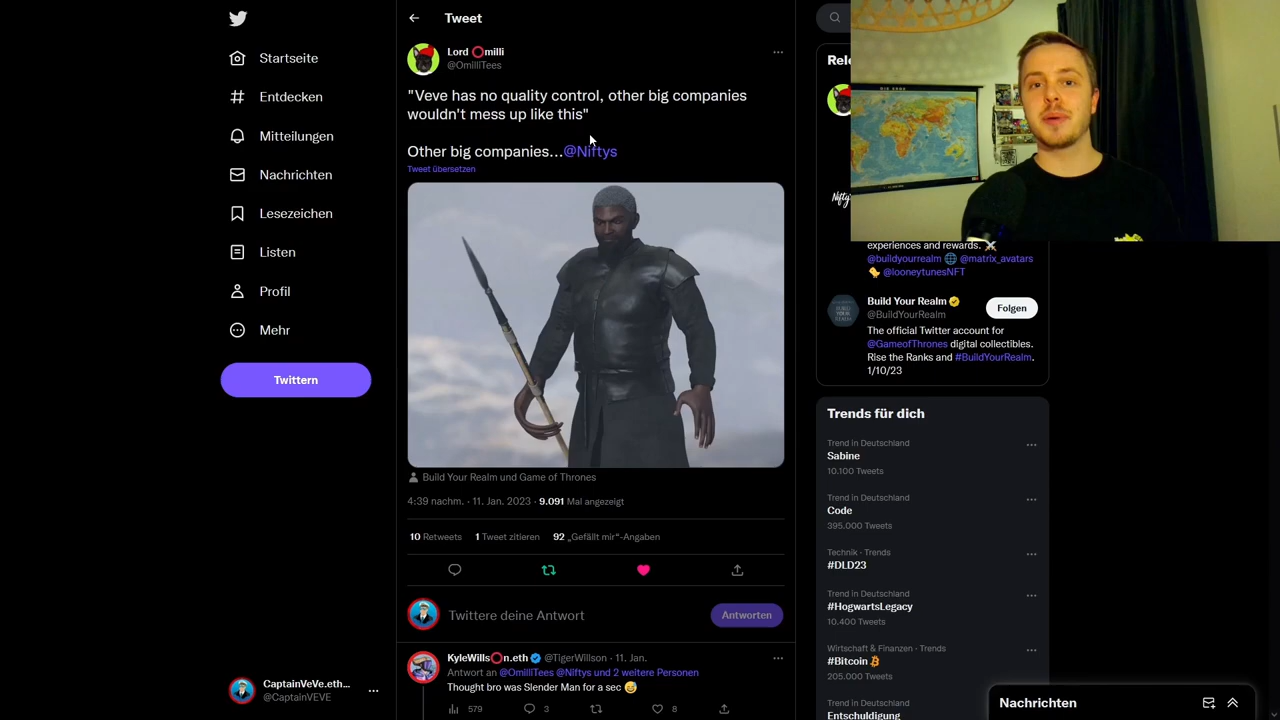 Startseite
Entdecken
Mitteilungen
Nachrichten
Lesezeichen
Listen
Profil
Mehr
Twittern
CaptainVeVe.eth...
@CaptainVEVE
Tweet
Lord ⭕milli
@OmilliTees
"Veve has no quality control, other big companies
wouldn't mess up like this"
Other big companies...@Niftys
Tweet übersetzen
Build Your Realm und Game of Thrones
4:39 nachm. · 11. Jan. 2023 · 9.091 Mal angezeigt
10 Retweets 1 Tweet zitieren 92 „Gefällt mir“-Angaben
Twittere deine Antwort
Antworten
KyleWills⭕n.eth @TigerWillson · 11. Jan.
Antwort an @OmilliTees @Niftys und 2 weitere Personen
Thought bro was Slender Man for a sec 😅
579 3 8
Rele
Nifty
experiences and rewards. ⚔️
@buildyourrealm 🌐 @matrix_avatars
🐤 @looneytunesNFT
Build Your Realm
@BuildYourRealm
Folgen
The official Twitter account for
@GameofThrones digital collectibles.
Rise the Ranks and #BuildYourRealm.
1/10/23
Trends für dich
Trend in Deutschland
Sabine
10.100 Tweets
Trend in Deutschland
Code
395.000 Tweets
Technik · Trends
#DLD23
Trend in Deutschland
#HogwartsLegacy
10.400 Tweets
Wirtschaft & Finanzen · Trends
#Bitcoin
205.000 Tweets
Trend in Deutschland
Entschuldigung
Nachrichten